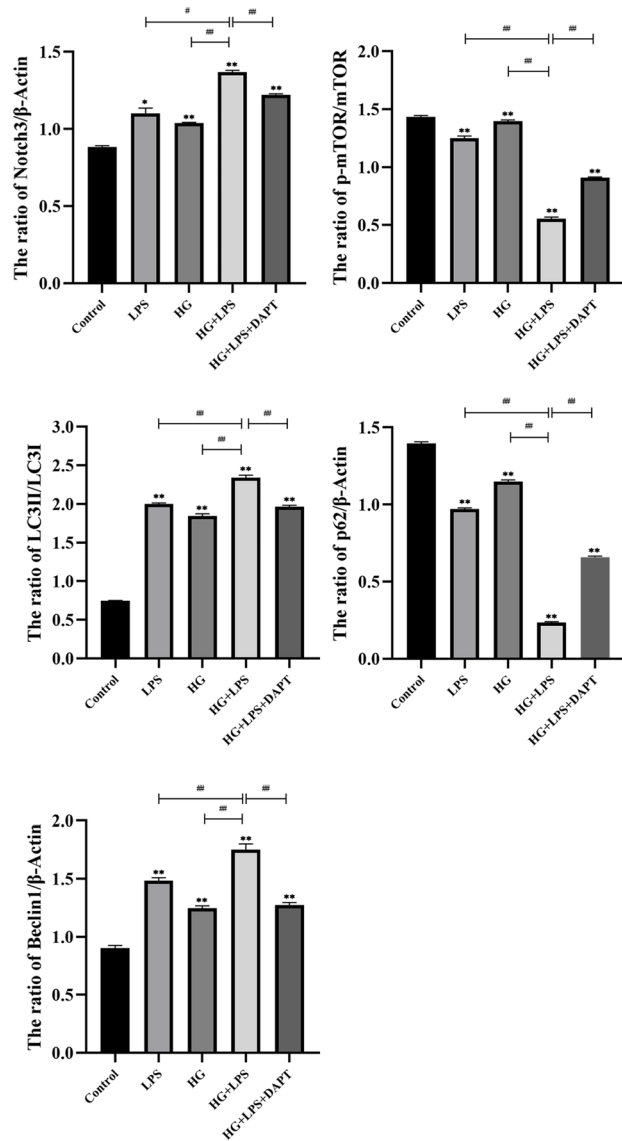 #
##
##
The ratio of Notch3/β-Actin
1.5
1.0
0.5
0.0
*
**
**
**
Control
LPS
HG
HG+LPS
HG+LPS+DAPT
##
##
##
The ratio of p-mTOR/mTOR
2.0
1.5
1.0
0.5
0.0
**
**
**
**
Control
LPS
HG
HG+LPS
HG+LPS+DAPT
##
##
##
The ratio of LC3II/LC3I
3.0
2.5
2.0
1.5
1.0
0.5
0.0
**
**
**
**
Control
LPS
HG
HG+LPS
HG+LPS+DAPT
##
##
##
The ratio of p62/β-Actin
1.5
1.0
0.5
0.0
**
**
**
**
Control
LPS
HG
HG+LPS
HG+LPS+DAPT
##
##
##
The ratio of Beclin1/β-Actin
2.0
1.5
1.0
0.5
0.0
**
**
**
**
Control
LPS
HG
HG+LPS
HG+LPS+DAPT